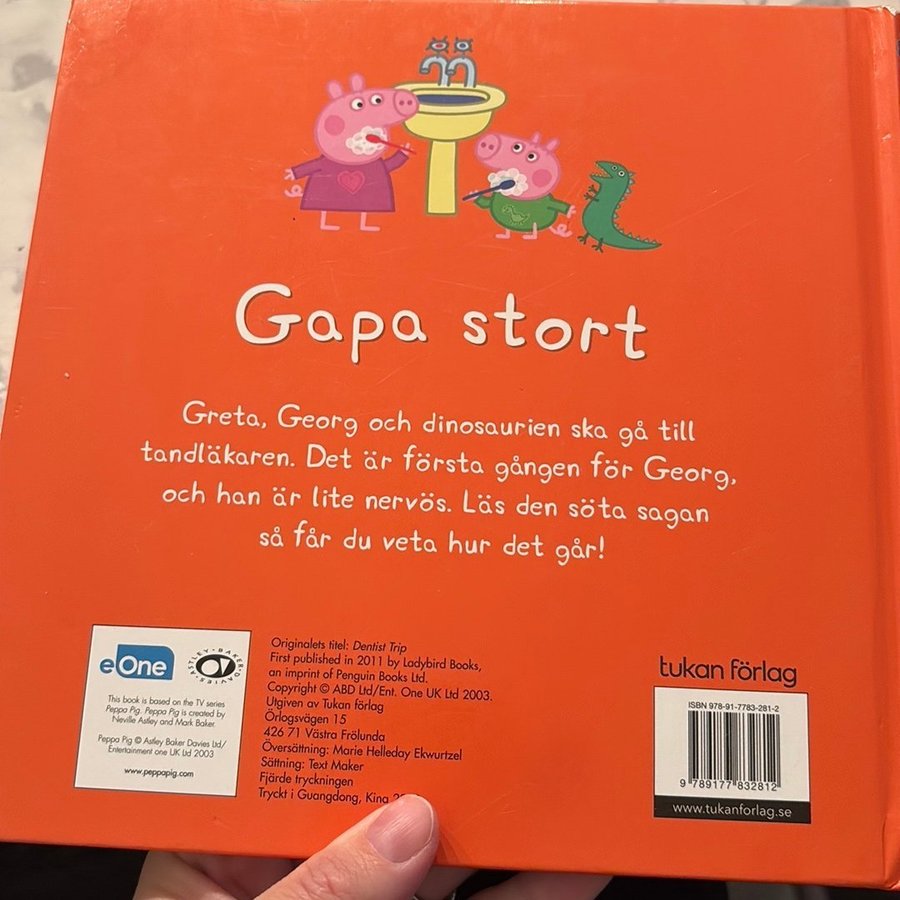 Gapa stort
Greta, Georg och dinosaurien ska gå till
tandläkaren. Det är första gången för Georg,
och han är lite nervös. Läs den söta sagan
så får du veta hur det går!
eOne
ASTLEY · BAKER · DAVIES
This book is based on the TV series
Peppa Pig. Peppa Pig is created by
Neville Astley and Mark Baker.
Peppa Pig © Astley Baker Davies Ltd/
Entertainment one UK Ltd 2003
www.peppapig.com
Originalets titel: Dentist Trip
First published in 2011 by Ladybird Books,
an imprint of Penguin Books Ltd.
Copyright © ABD Ltd/Ent. One UK Ltd 2003.
Utgiven av Tukan förlag
Örlogsvägen 15
426 71 Västra Frölunda
Översättning: Marie Helleday Ekwurtzel
Sättning: Text Maker
Fjärde tryckningen
Tryckt i Guangdong, Kina
tukan förlag
ISBN 978-91-7783-281-2
9 789177 832812
www.tukanforlag.se